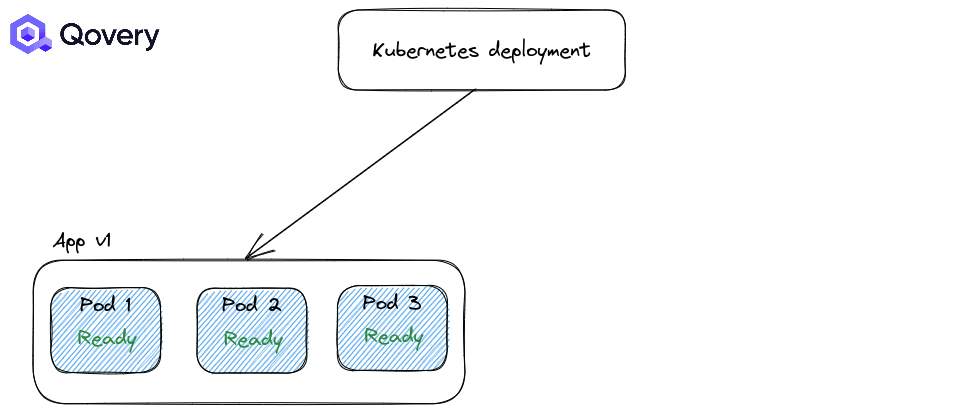 Qovery
Kubernetes deployment
App v1
Pod 1
Ready
Pod 2
Ready
Pod 3
Ready